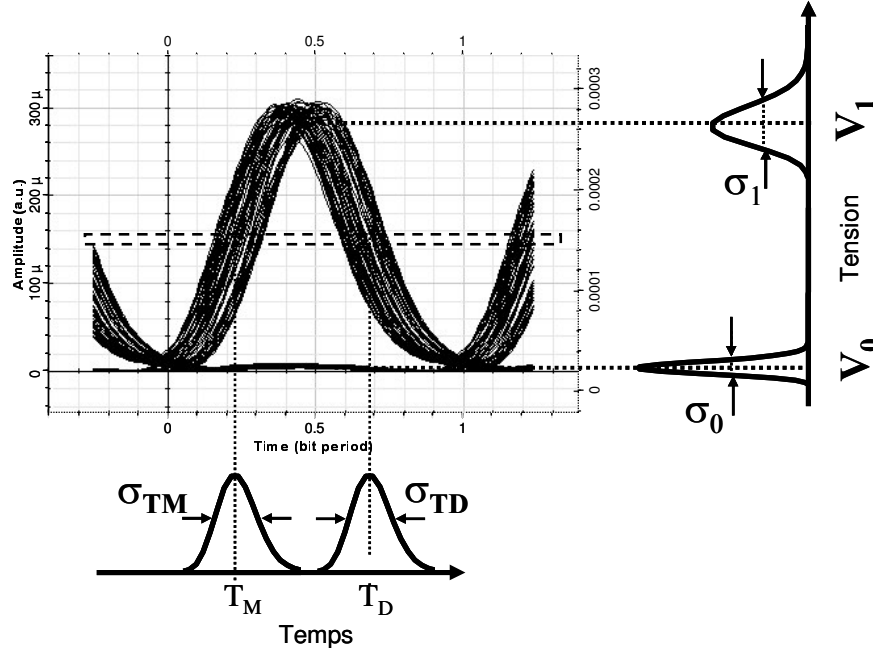 0 0.5 1
300 µ
200 µ
100 µ
0
Amplitude (a.u.)
0.0003
0.0002
0.0001
0
0 0.5 1
Time (bit period)
σ1
V1
Tension
σ0
V0
σTM
σTD
TM
TD
Temps